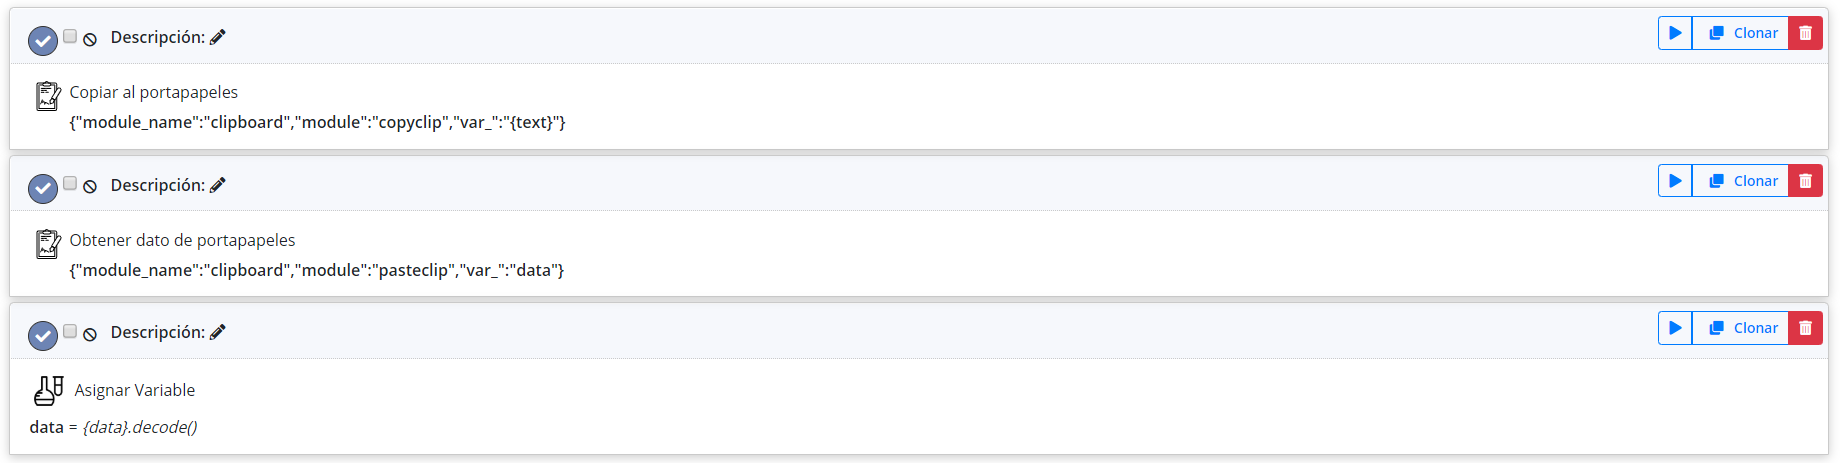 Descripción:
Clonar
Copiar al portapapeles
{"module_name":"clipboard","module":"copyclip","var_":"{text}"}
Descripción:
Clonar
Obtener dato de portapapeles
{"module_name":"clipboard","module":"pasteclip","var_":"data"}
Descripción:
Clonar
Asignar Variable
data = {data}.decode()